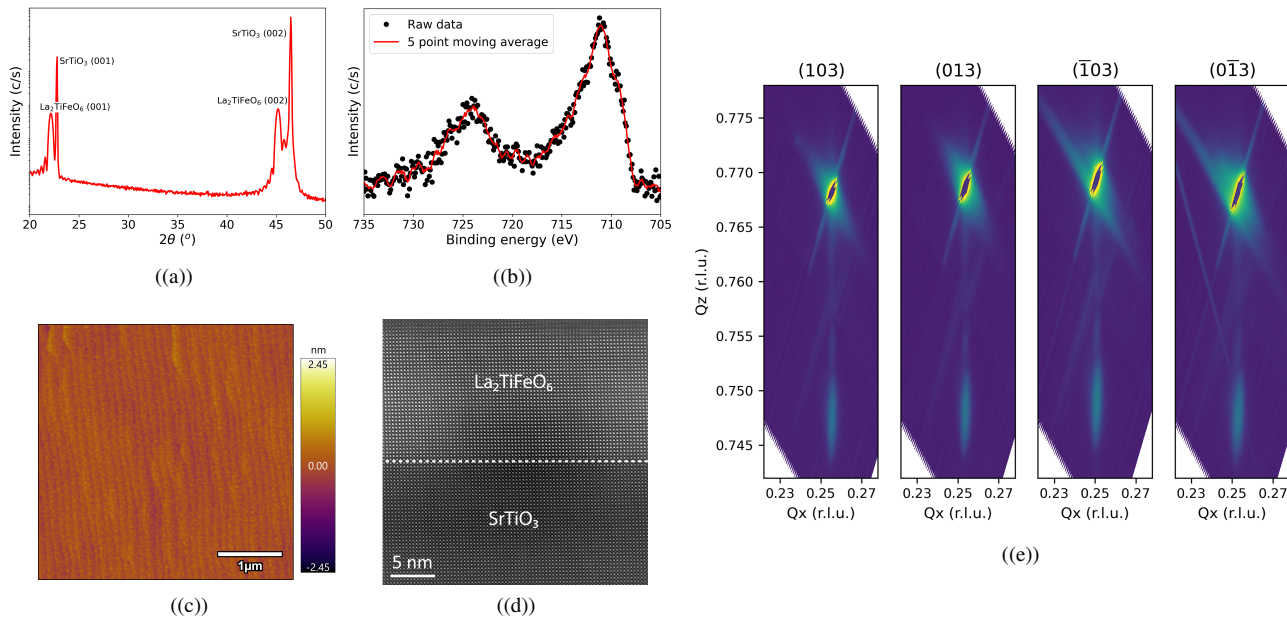 Intensity (c/s)
SrTiO₃ (001)
La₂TiFeO₆ (001)
SrTiO₃ (002)
La₂TiFeO₆ (002)
20 25 30 35 40 45 50
2θ (°)
((a))
Intensity (c/s)
Raw data
5 point moving average
735 730 725 720 715 710 705
Binding energy (eV)
((b))
nm
2.45
0.00
-2.45
1μm
((c))
La₂TiFeO₆
SrTiO₃
5 nm
((d))
(103) (013) (1̅03) (01̅3)
Qz (r.l.u.)
0.775
0.770
0.765
0.760
0.755
0.750
0.745
0.23 0.25 0.27 0.23 0.25 0.27 0.23 0.25 0.27 0.23 0.25 0.27
Qx (r.l.u.) Qx (r.l.u.) Qx (r.l.u.) Qx (r.l.u.)
((e))